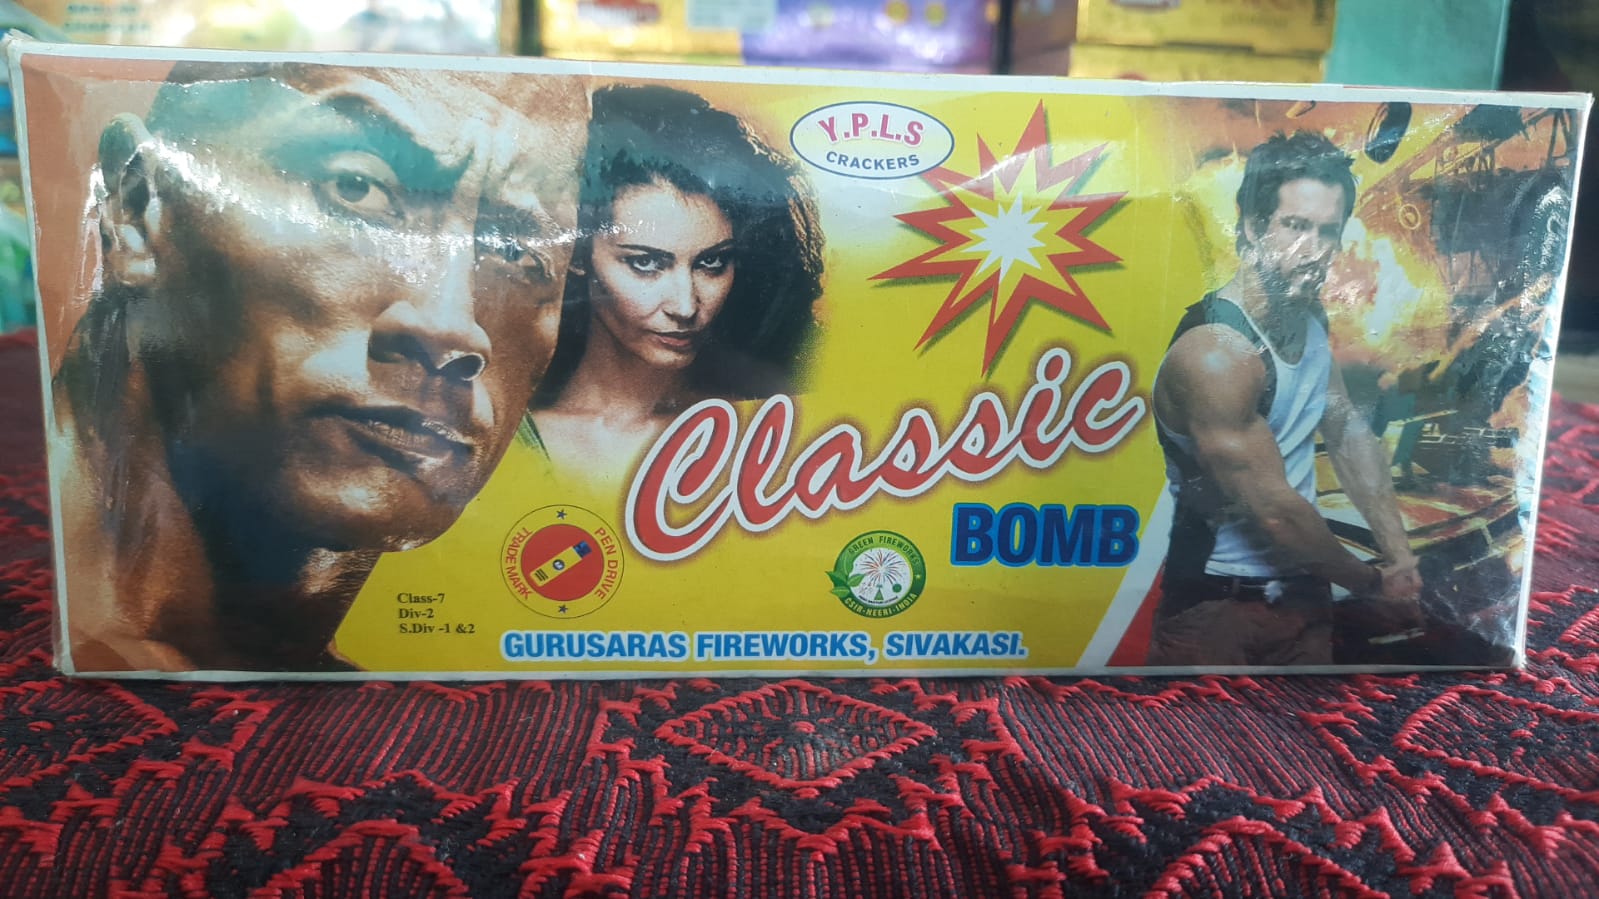 Y.P.L.S
CRACKERS
Classic
BOMB
PEN DRIVE
TRADE MARK
GREEN FIREWORKS
CSIR-NEERI-INDIA
Class-7
Div-2
S.Div -1 &2
GURUSARAS FIREWORKS, SIVAKASI.